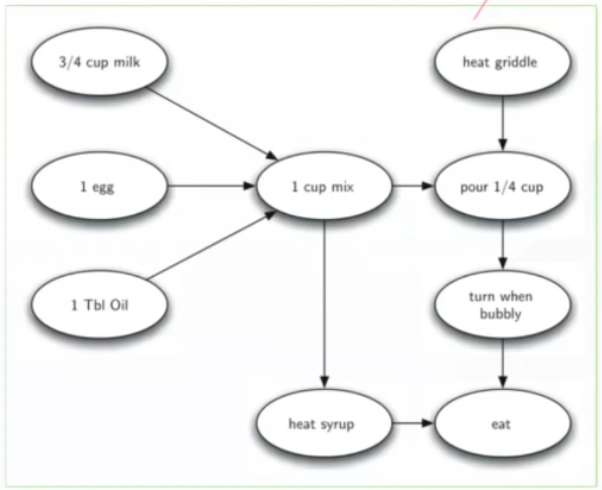 3/4 cup milk
heat griddle
1 egg
1 cup mix
pour 1/4 cup
1 Tbl Oil
turn when
bubbly
heat syrup
eat